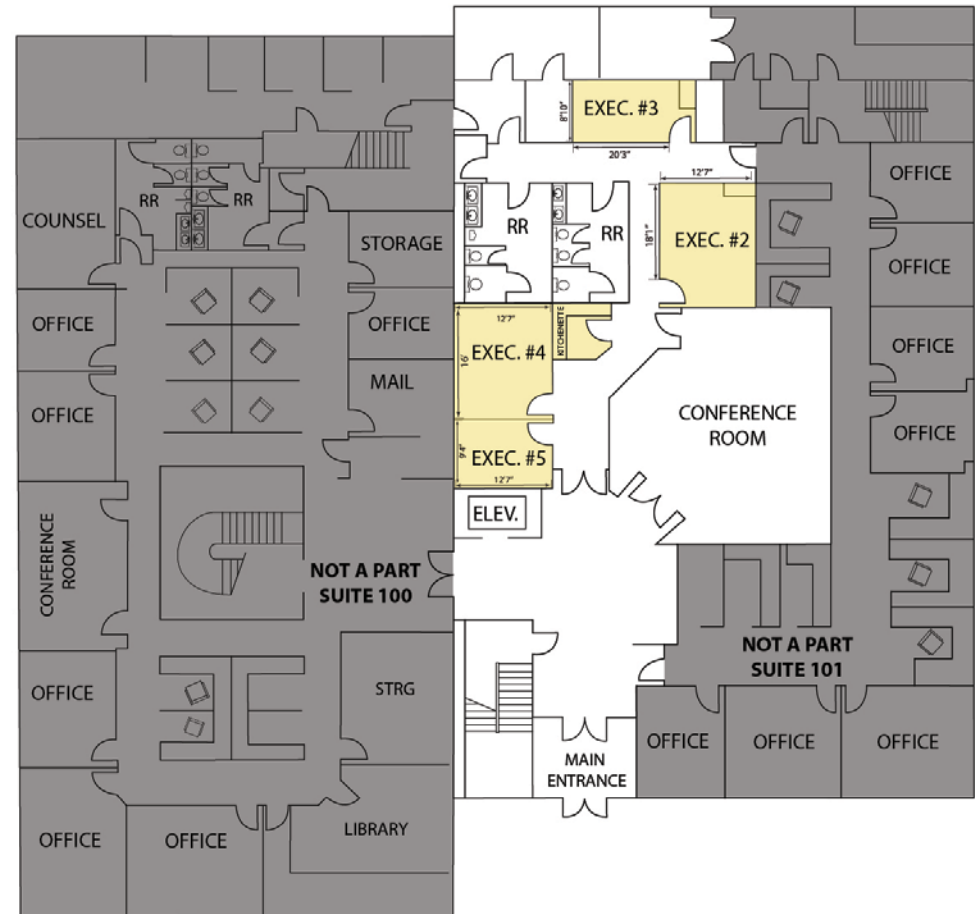 EXEC. #3
8'10"
20'3"
OFFICE
12'7"
RR
RR
COUNSEL
STORAGE
RR
RR
18'1"
EXEC. #2
OFFICE
OFFICE
OFFICE
12'7"
KITCHENETTE
EXEC. #4
16'
OFFICE
MAIL
OFFICE
CONFERENCE
ROOM
OFFICE
9'4"
EXEC. #5
12'7"
ELEV.
CONFERENCE
ROOM
NOT A PART
SUITE 100
NOT A PART
SUITE 101
OFFICE
STRG
OFFICE
OFFICE
OFFICE
MAIN
ENTRANCE
OFFICE
OFFICE
LIBRARY